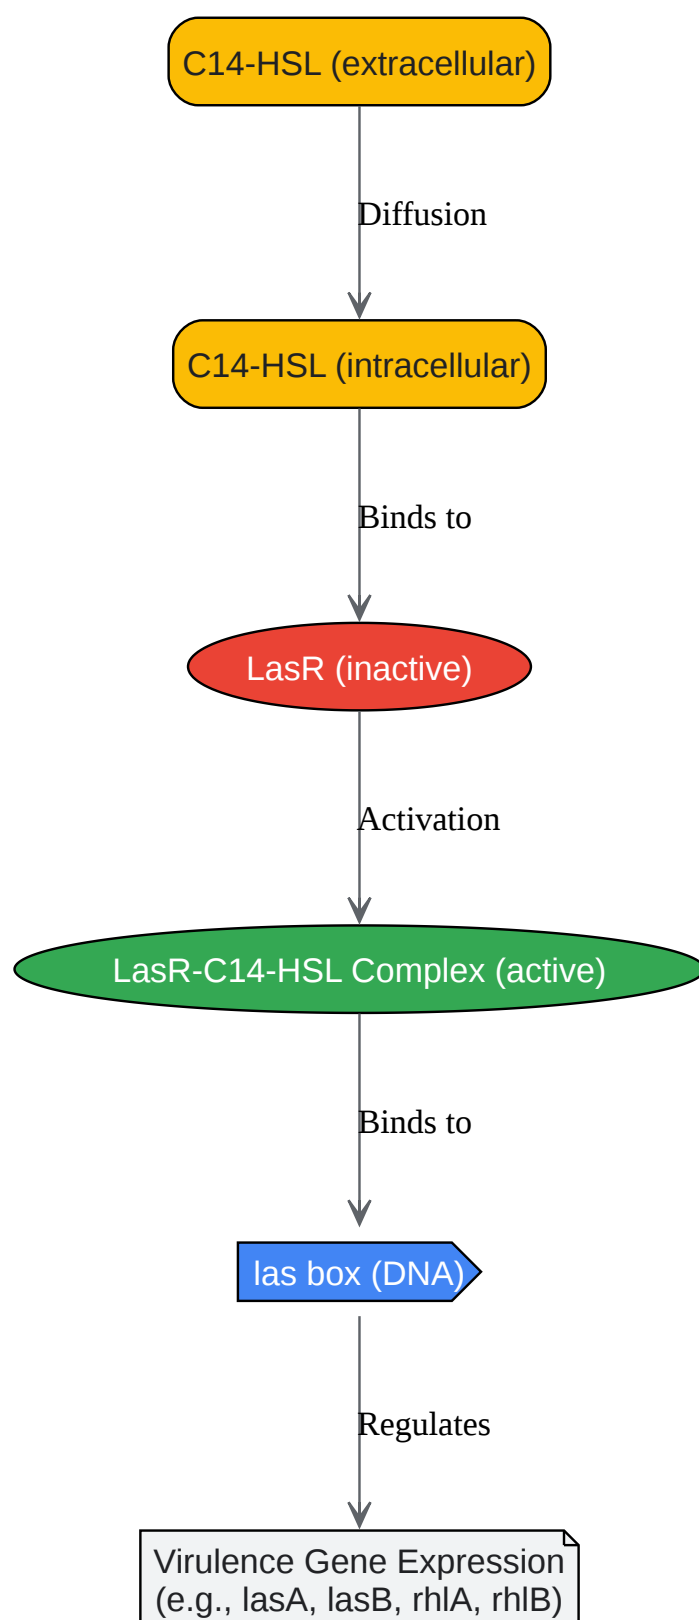 C14-HSL (extracellular)
Diffusion
C14-HSL (intracellular)
Binds to
LasR (inactive)
Activation
LasR-C14-HSL Complex (active)
Binds to
las box (DNA)
Regulates
Virulence Gene Expression
(e.g., lasA, lasB, rhlA, rhlB)